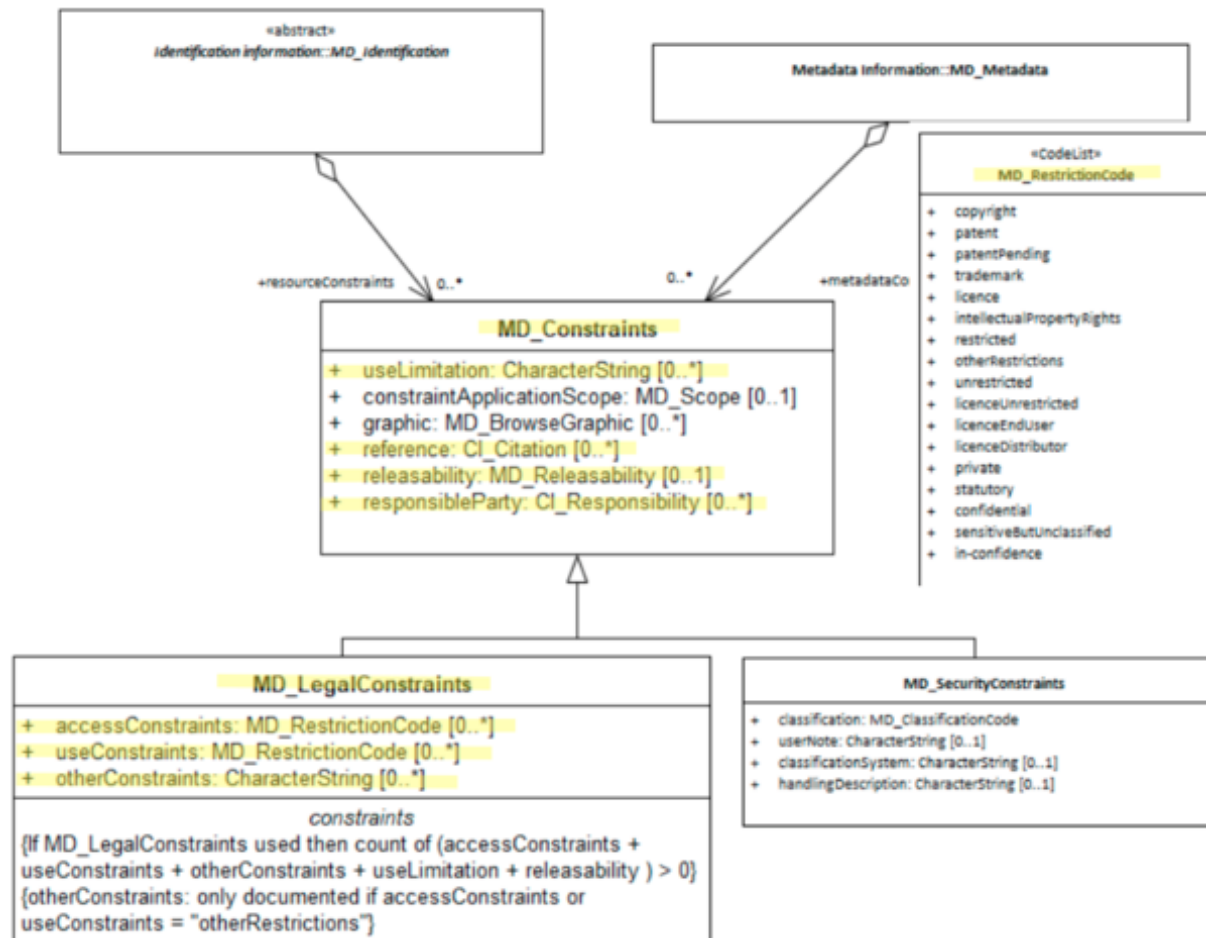 «abstract»
Identification information::MD_Identification
Metadata Information::MD_Metadata
«CodeList»
MD_RestrictionCode
+ copyright
+ patent
+ patentPending
+ trademark
+ licence
+ intellectualPropertyRights
+ restricted
+ otherRestrictions
+ unrestricted
+ licenceUnrestricted
+ licenceEndUser
+ licenceDistributor
+ private
+ statutory
+ confidential
+ sensitiveButUnclassified
+ in-confidence
+resourceConstraints 0..*
0..* +metadataCo
MD_Constraints
+ useLimitation: CharacterString [0..*]
+ constraintApplicationScope: MD_Scope [0..1]
+ graphic: MD_BrowseGraphic [0..*]
+ reference: CI_Citation [0..*]
+ releasability: MD_Releasability [0..1]
+ responsibleParty: CI_Responsibility [0..*]
MD_LegalConstraints
+ accessConstraints: MD_RestrictionCode [0..*]
+ useConstraints: MD_RestrictionCode [0..*]
+ otherConstraints: CharacterString [0..*]
constraints
{If MD_LegalConstraints used then count of (accessConstraints +
useConstraints + otherConstraints + useLimitation + releasability ) > 0}
{otherConstraints: only documented if accessConstraints or
useConstraints = "otherRestrictions"}
MD_SecurityConstraints
+ classification: MD_ClassificationCode
+ userNote: CharacterString [0..1]
+ classificationSystem: CharacterString [0..1]
+ handlingDescription: CharacterString [0..1]